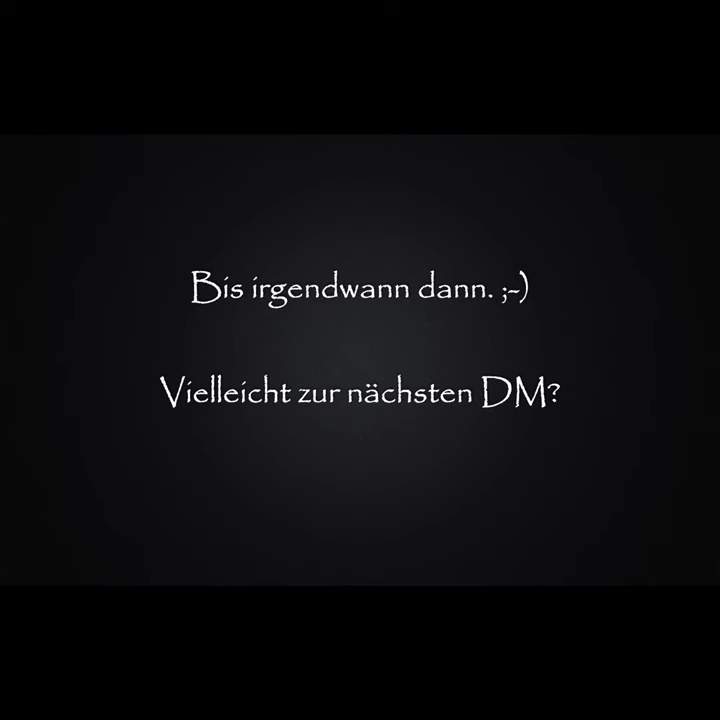 Bis irgendwann dann. ;-)
Vielleicht zur nächsten DM?